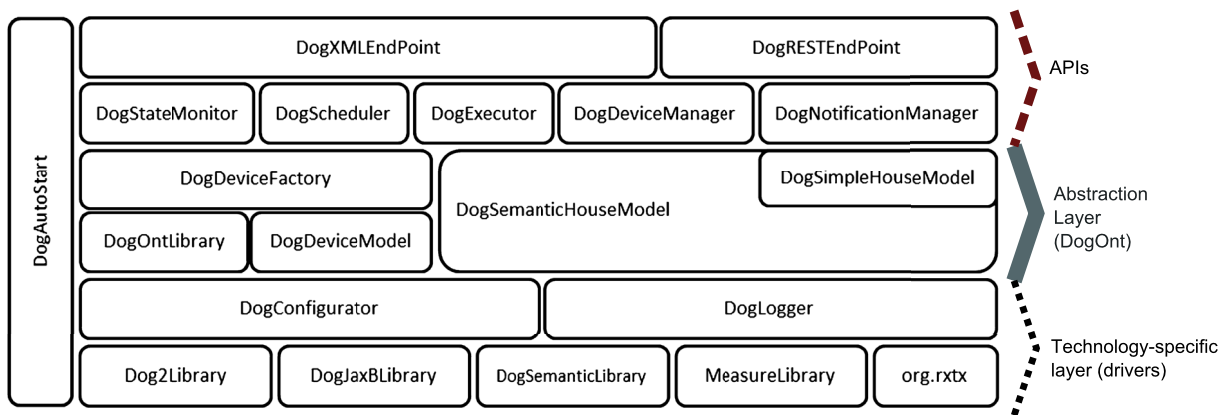 DogAutoStart
DogXMLEndPoint
DogRESTEndPoint
APIs
DogStateMonitor
DogScheduler
DogExecutor
DogDeviceManager
DogNotificationManager
DogDeviceFactory
DogSimpleHouseModel
DogSemanticHouseModel
Abstraction
Layer
(DogOnt)
DogOntLibrary
DogDeviceModel
DogConfigurator
DogLogger
Technology-specific
layer (drivers)
Dog2Library
DogJaxBLibrary
DogSemanticLibrary
MeasureLibrary
org.rxtx